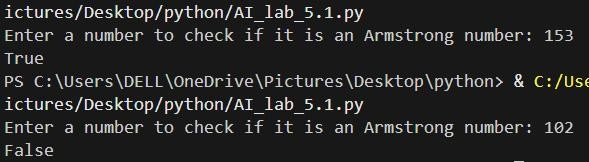 ictures/Desktop/python/AI_lab_5.1.py
Enter a number to check if it is an Armstrong number: 153
True
PS C:\Users\DELL\OneDrive\Pictures\Desktop\python> & C:/Use
ictures/Desktop/python/AI_lab_5.1.py
Enter a number to check if it is an Armstrong number: 102
False